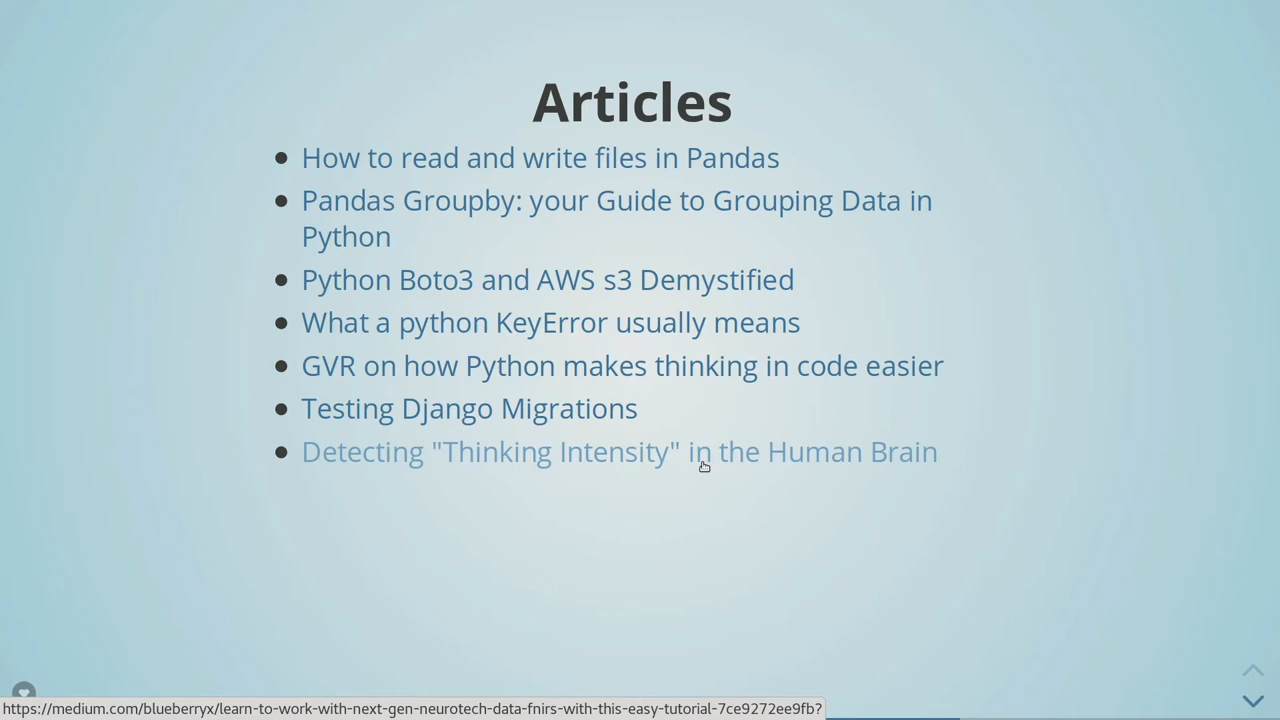 Articles
How to read and write files in Pandas
Pandas Groupby: your Guide to Grouping Data in
Python
Python Boto3 and AWS s3 Demystified
What a python KeyError usually means
GVR on how Python makes thinking in code easier
Testing Django Migrations
Detecting "Thinking Intensity" in the Human Brain
https://medium.com/blueberryx/learn-to-work-with-next-gen-neurotech-data-fnirs-with-this-easy-tutorial-7ce9272ee9fb?